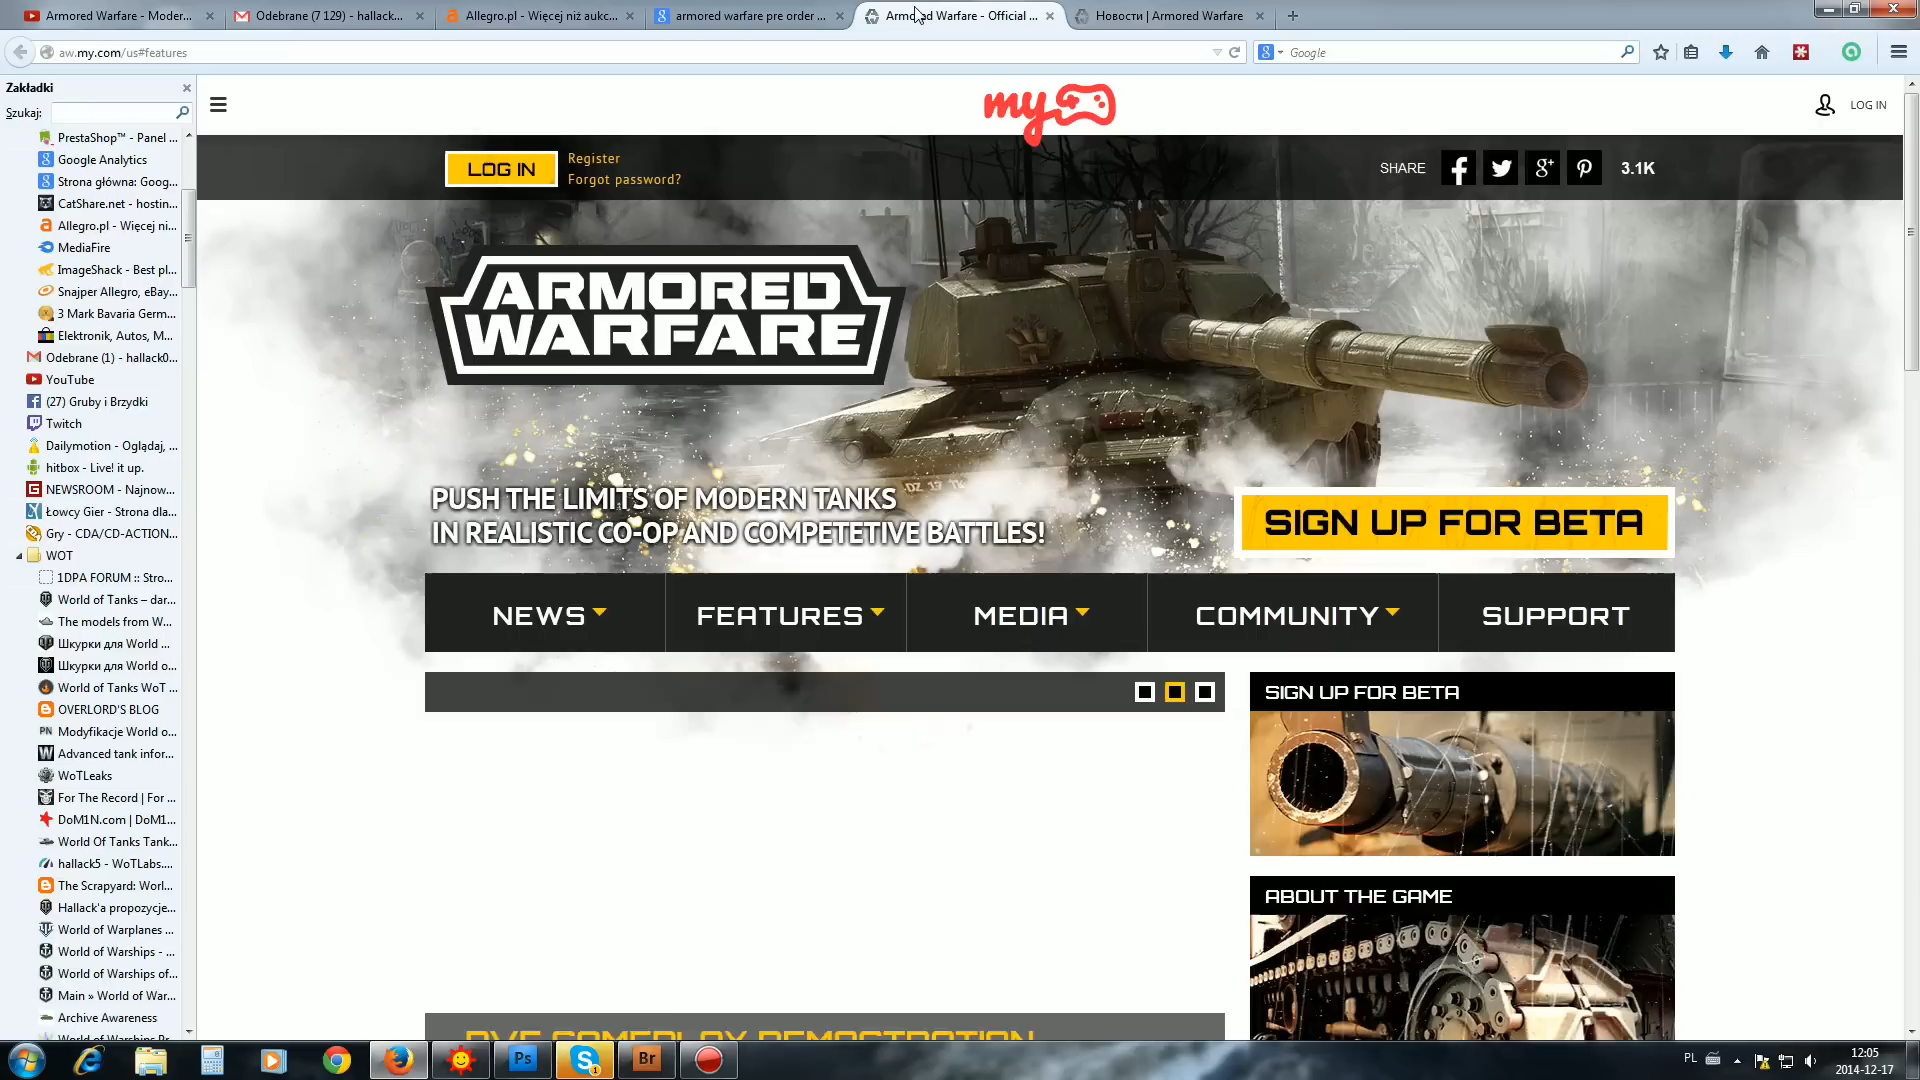 Armored Warfare - Moder...
Odebrane (7 129) - hallack...
Allegro.pl - Więcej niż aukc...
armored warfare pre order ...
Armored Warfare - Official ...
Новости | Armored Warfare
aw.my.com/us#features
Google
Zakładki
Szukaj:
PrestaShop™ - Panel ...
Google Analytics
Strona główna: Goog...
CatShare.net - hostin...
Allegro.pl - Więcej ni...
MediaFire
ImageShack - Best pl...
Snajper Allegro, eBay...
3 Mark Bavaria Germ...
Elektronik, Autos, M...
Odebrane (1) - hallack0...
YouTube
(27) Gruby i Brzydki
Twitch
Dailymotion - Oglądaj, ...
hitbox - Live! it up.
NEWSROOM - Najnow...
Łowcy Gier - Strona dla...
Gry - CDA/CD-ACTION...
WOT
1DPA FORUM :: Stro...
World of Tanks – dar...
The models from W...
Шкурки для World ...
Шкурки для World o...
World of Tanks WoT ...
OVERLORD'S BLOG
Modyfikacje World o...
Advanced tank infor...
WoTLeaks
For The Record | For ...
DoM1N.com | DoM1...
World Of Tanks Tank...
hallack5 - WoTLabs....
The Scrapyard: Worl...
Hallack'a propozycje...
World of Warplanes ...
World of Warships - ...
World of Warships of...
Main » World of War...
Archive Awareness
my
LOG IN
LOG IN
Register
Forgot password?
SHARE
3.1K
ARMORED
WARFARE
PUSH THE LIMITS OF MODERN TANKS
IN REALISTIC CO-OP AND COMPETETIVE BATTLES!
SIGN UP FOR BETA
NEWS
FEATURES
MEDIA
COMMUNITY
SUPPORT
SIGN UP FOR BETA
ABOUT THE GAME
PVE GAMEPLAY DEMOSTRATION
Ps
Br
PL
12:05
2014-12-17